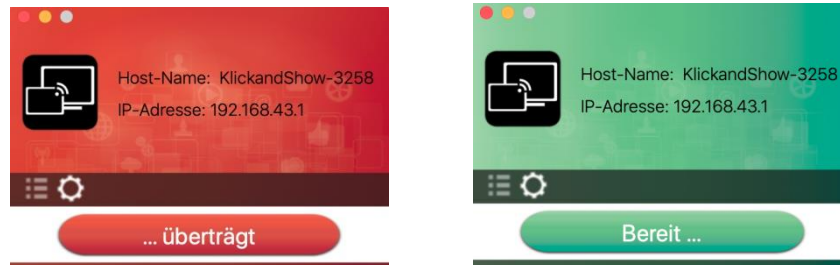 Host-Name: KlickandShow-3258
IP-Adresse: 192.168.43.1
... überträgt
Host-Name: KlickandShow-3258
IP-Adresse: 192.168.43.1
Bereit ...